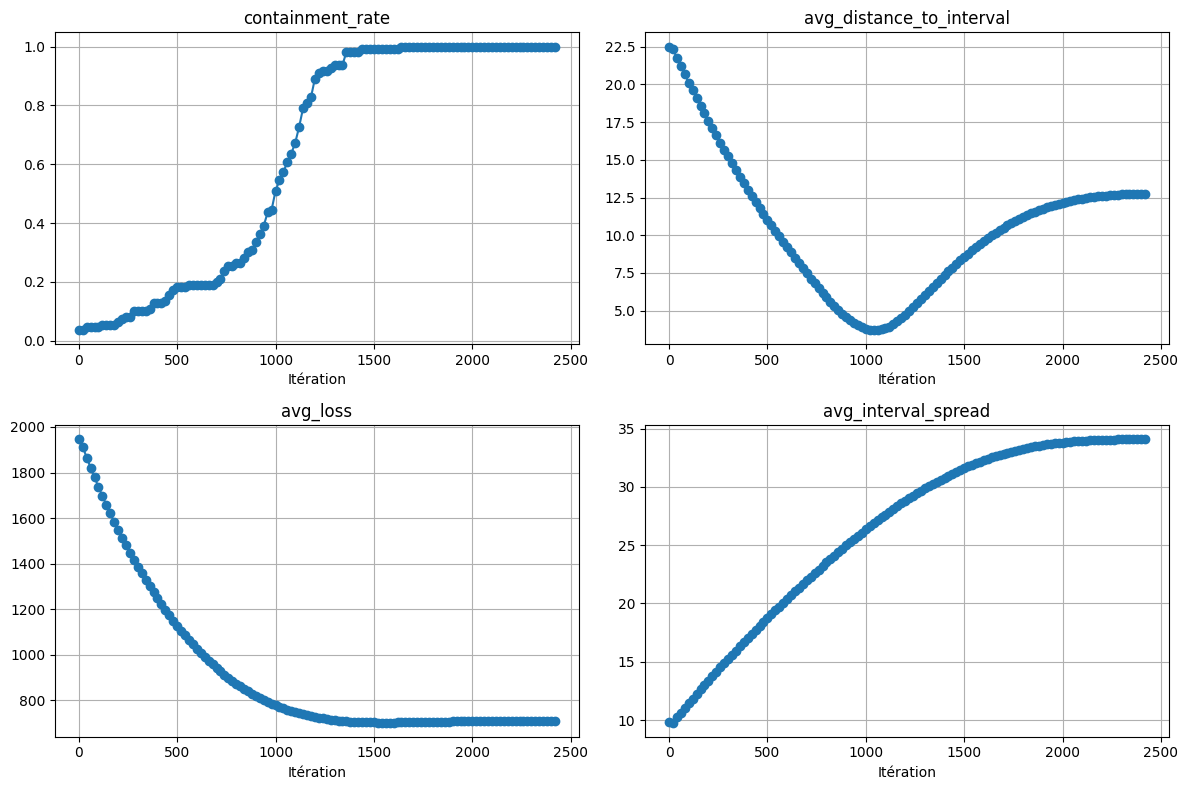 containment_rate
1.0
0.8
0.6
0.4
0.2
0.0
0 500 1000 1500 2000 2500
Itération
avg_distance_to_interval
22.5
20.0
17.5
15.0
12.5
10.0
7.5
5.0
0 500 1000 1500 2000 2500
Itération
avg_loss
2000
1800
1600
1400
1200
1000
800
0 500 1000 1500 2000 2500
Itération
avg_interval_spread
35
30
25
20
15
10
0 500 1000 1500 2000 2500
Itération